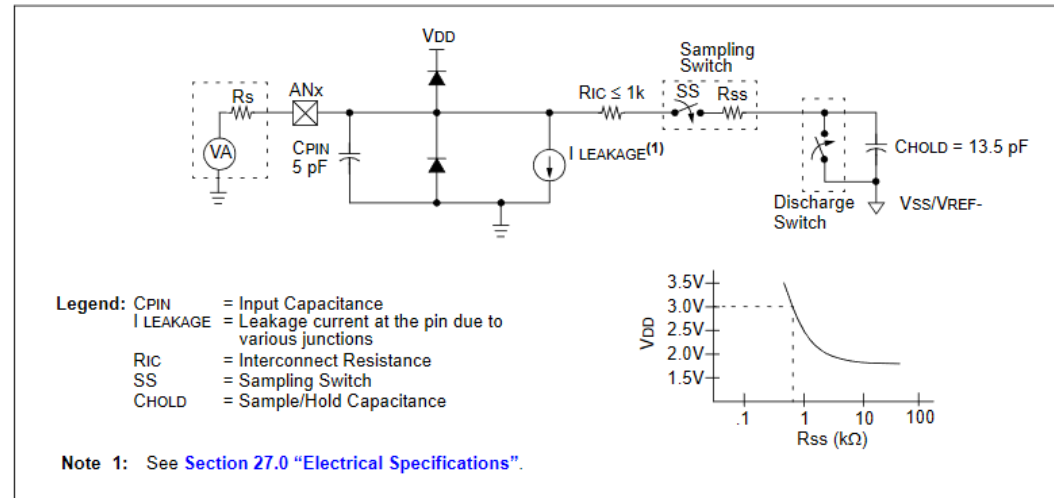 VDD
Sampling
Switch
Rs
ANx
RIC ≤ 1k
SS
RSS
VA
CPIN
5 pF
I LEAKAGE(1)
CHOLD = 13.5 pF
Discharge
Switch
VSS/VREF-
Legend: CPIN = Input Capacitance
I LEAKAGE = Leakage current at the pin due to
various junctions
RIC = Interconnect Resistance
SS = Sampling Switch
CHOLD = Sample/Hold Capacitance
VDD
3.5V
3.0V
2.5V
2.0V
1.5V
.1 1 10 100
Rss (kΩ)
Note 1: See Section 27.0 “Electrical Specifications”.